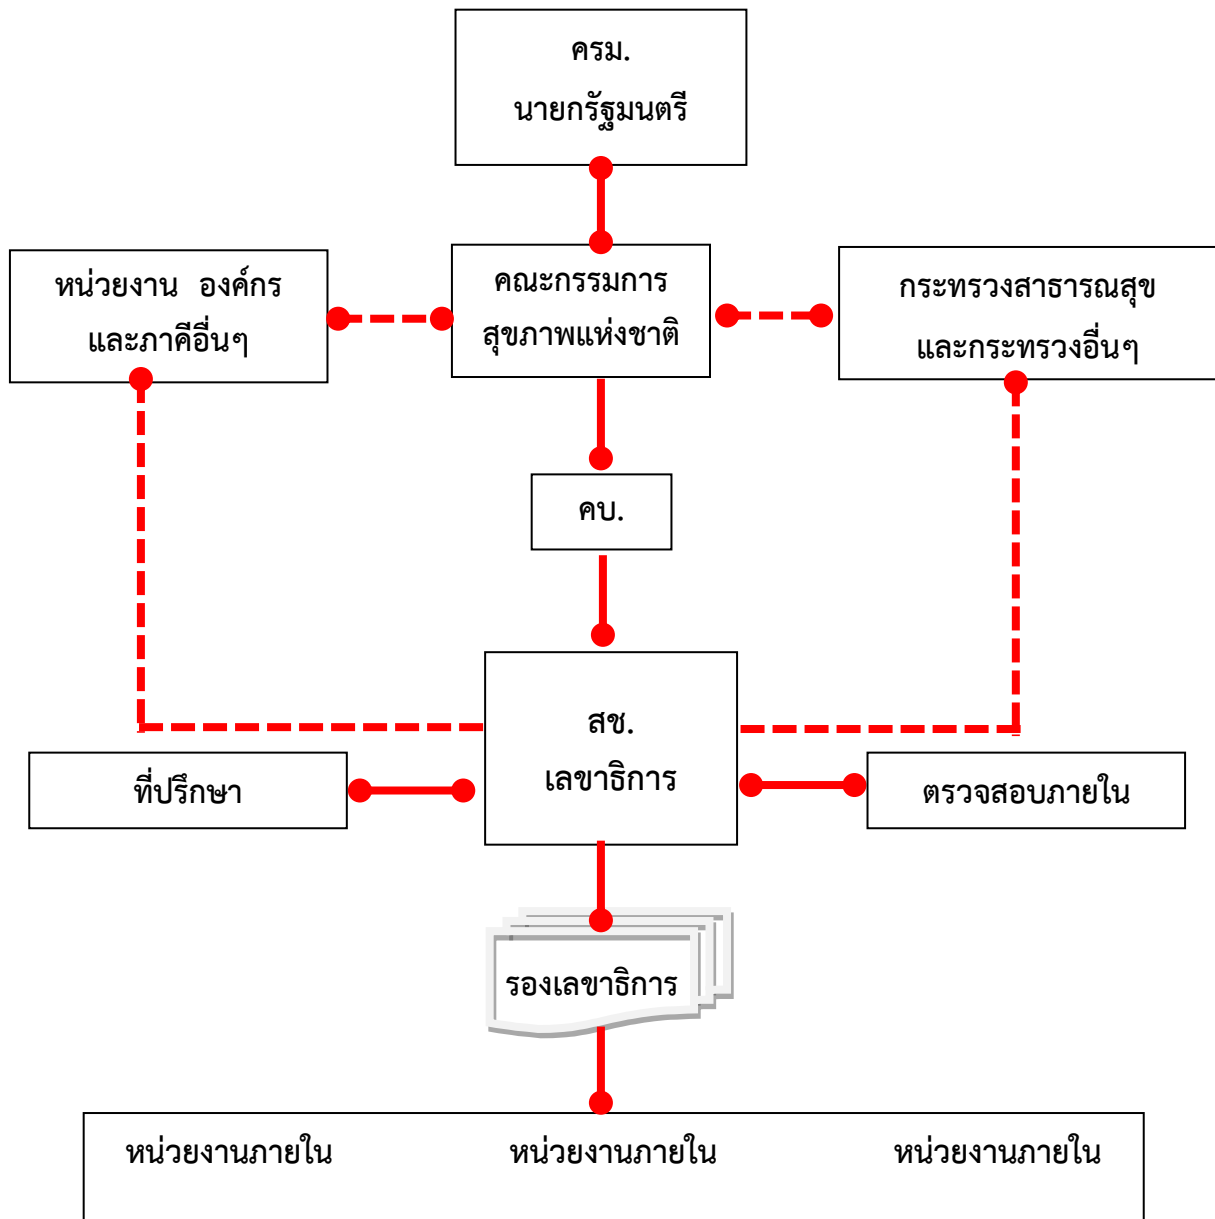 ครม.
นายกรัฐมนตรี
หน่วยงาน องค์กร
และภาคีอื่นๆ
คณะกรรมการ
สุขภาพแห่งชาติ
กระทรวงสาธารณสุข
และกระทรวงอื่นๆ
คบ.
สช.
เลขาธิการ
ที่ปรึกษา
ตรวจสอบภายใน
รองเลขาธิการ
หน่วยงานภายใน หน่วยงานภายใน หน่วยงานภายใน